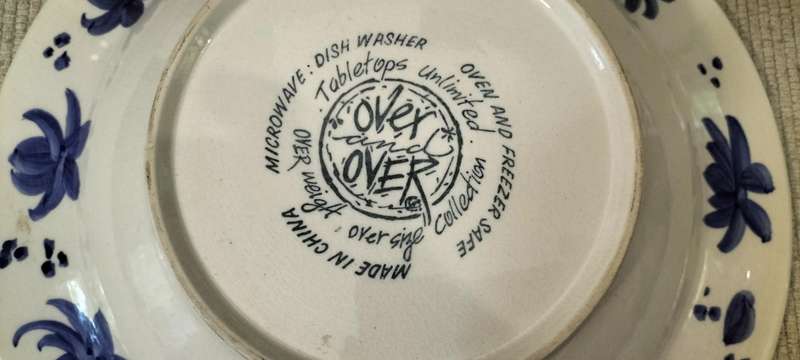 MICROWAVE: DISH WASHER
OVEN AND FREEZER SAFE
MADE IN CHINA
Tabletops unlimited.
OVER weight, over size collection
OVER
and
OVER